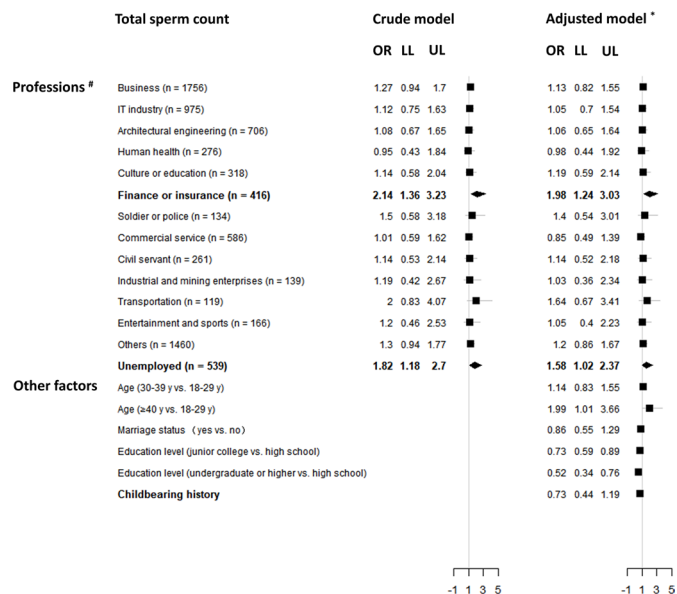 Total sperm count Crude model Adjusted model *
OR LL UL OR LL UL
Professions #
Business (n = 1756) 1.27 0.94 1.7 1.13 0.82 1.55
IT industry (n = 975) 1.12 0.75 1.63 1.05 0.7 1.54
Architectural engineering (n = 706) 1.08 0.67 1.65 1.06 0.65 1.64
Human health (n = 276) 0.95 0.43 1.84 0.98 0.44 1.92
Culture or education (n = 318) 1.14 0.58 2.04 1.19 0.59 2.14
Finance or insurance (n = 416) 2.14 1.36 3.23 1.98 1.24 3.03
Soldier or police (n = 134) 1.5 0.58 3.18 1.4 0.54 3.01
Commercial service (n = 586) 1.01 0.59 1.62 0.85 0.49 1.39
Civil servant (n = 261) 1.14 0.53 2.14 1.14 0.52 2.18
Industrial and mining enterprises (n = 139) 1.19 0.42 2.67 1.03 0.36 2.34
Transportation (n = 119) 2 0.83 4.07 1.64 0.67 3.41
Entertainment and sports (n = 166) 1.2 0.46 2.53 1.05 0.4 2.23
Others (n = 1460) 1.3 0.94 1.77 1.2 0.86 1.67
Unemployed (n = 539) 1.82 1.18 2.7 1.58 1.02 2.37
Other factors
Age (30-39 y vs. 18-29 y) 1.14 0.83 1.55
Age (≥40 y vs. 18-29 y) 1.99 1.01 3.66
Marriage status （yes vs. no） 0.86 0.55 1.29
Education level (junior college vs. high school) 0.73 0.59 0.89
Education level (undergraduate or higher vs. high school) 0.52 0.34 0.76
Childbearing history 0.73 0.44 1.19
-1 1 3 5 -1 1 3 5